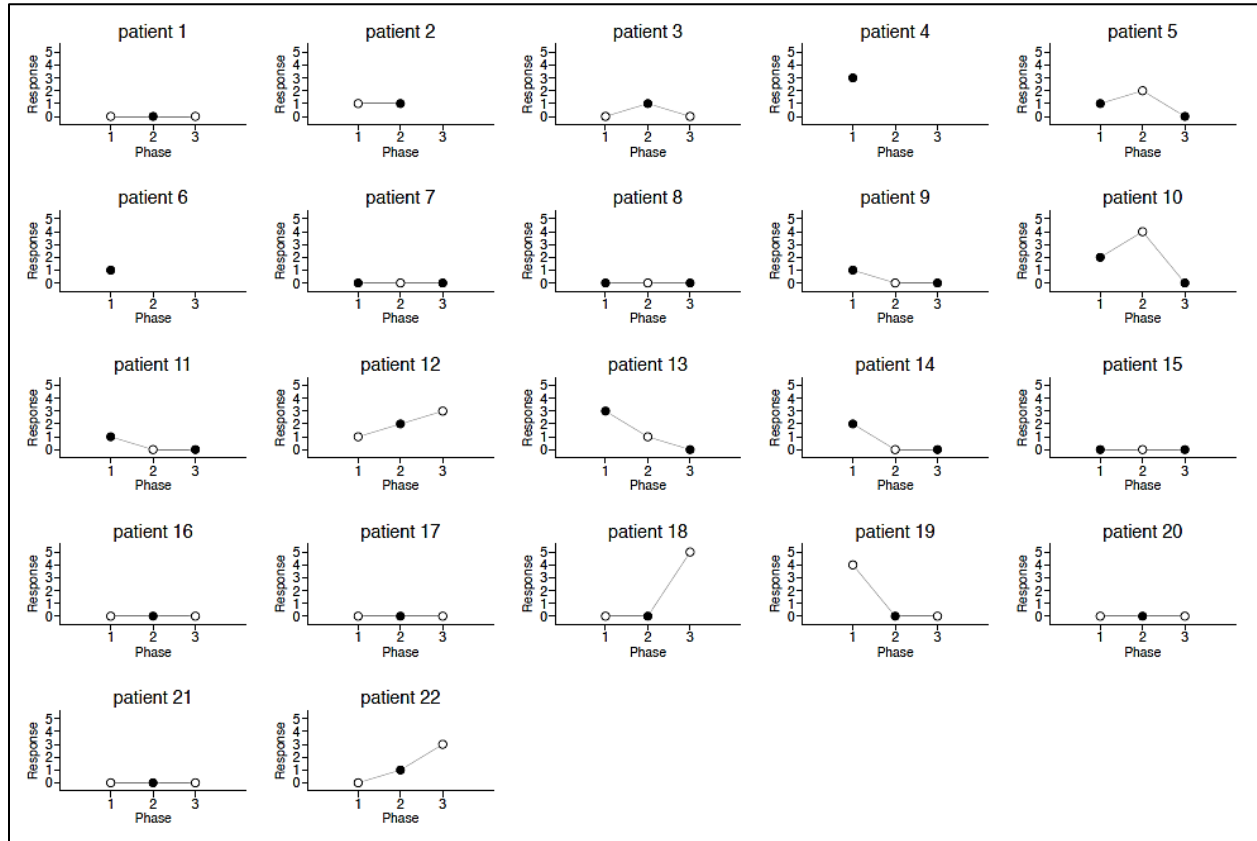 patient 1 patient 2 patient 3 patient 4 patient 5
Response 5 4 3 2 1 0 Response 5 4 3 2 1 0 Response 5 4 3 2 1 0 Response 5 4 3 2 1 0 Response 5 4 3 2 1 0
1 2 3 1 2 3 1 2 3 1 2 3 1 2 3
Phase Phase Phase Phase Phase
patient 6 patient 7 patient 8 patient 9 patient 10
Response 5 4 3 2 1 0 Response 5 4 3 2 1 0 Response 5 4 3 2 1 0 Response 5 4 3 2 1 0 Response 5 4 3 2 1 0
1 2 3 1 2 3 1 2 3 1 2 3 1 2 3
Phase Phase Phase Phase Phase
patient 11 patient 12 patient 13 patient 14 patient 15
Response 5 4 3 2 1 0 Response 5 4 3 2 1 0 Response 5 4 3 2 1 0 Response 5 4 3 2 1 0 Response 5 4 3 2 1 0
1 2 3 1 2 3 1 2 3 1 2 3 1 2 3
Phase Phase Phase Phase Phase
patient 16 patient 17 patient 18 patient 19 patient 20
Response 5 4 3 2 1 0 Response 5 4 3 2 1 0 Response 5 4 3 2 1 0 Response 5 4 3 2 1 0 Response 5 4 3 2 1 0
1 2 3 1 2 3 1 2 3 1 2 3 1 2 3
Phase Phase Phase Phase Phase
patient 21 patient 22
Response 5 4 3 2 1 0 Response 5 4 3 2 1 0
1 2 3 1 2 3
Phase Phase